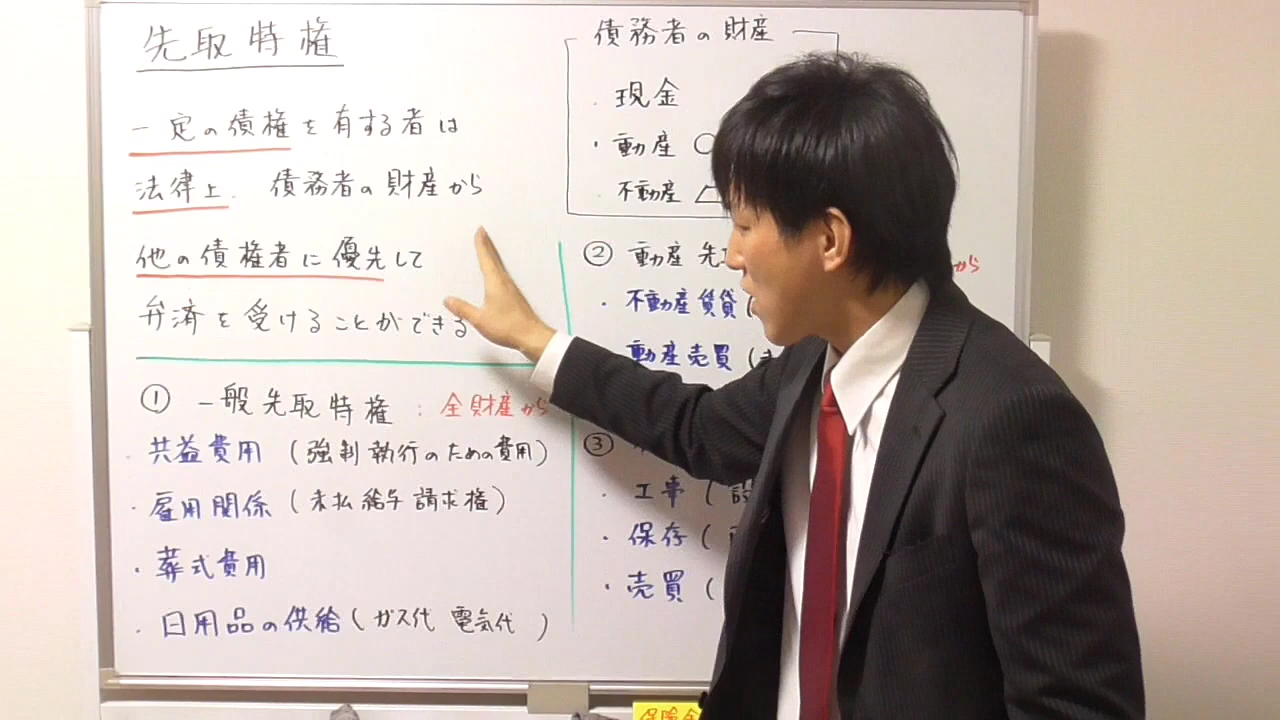 先取特権
一定の債権を有する者は
法律上 債務者の財産から
他の債権者に優先して
弁済を受けることができる
① 一般先取特権 : 全財産から
・共益費用 (強制執行のための費用)
・雇用関係 (未払給与請求権)
・葬式費用
・日用品の供給 (ガス代 電気代 )
債務者の財産
・現金
・動産 〇
・不動産
② 動産先 から
・不動産賃貸 (
動産売買 (
③
・工事 ( 設
・保存 (
・売買 (
保険金